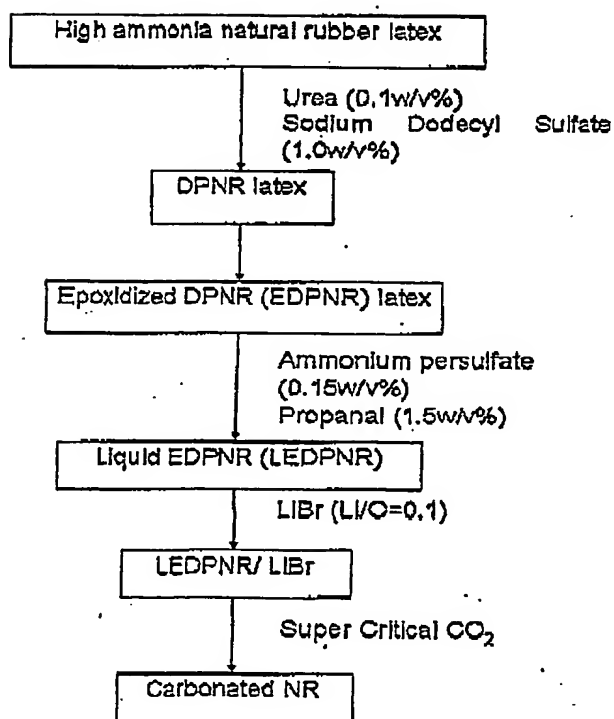 High ammonia natural rubber latex
Urea (0.1w/v%)
Sodium Dodecyl Sulfate
(1.0w/v%)
DPNR latex
Epoxidized DPNR (EDPNR) latex
Ammonium persulfate
(0.15w/v%)
Propanal (1.5w/v%)
Liquid EDPNR (LEDPNR)
LiBr (Li/O=0.1)
LEDPNR/ LiBr
Super Critical CO₂
Carbonated NR